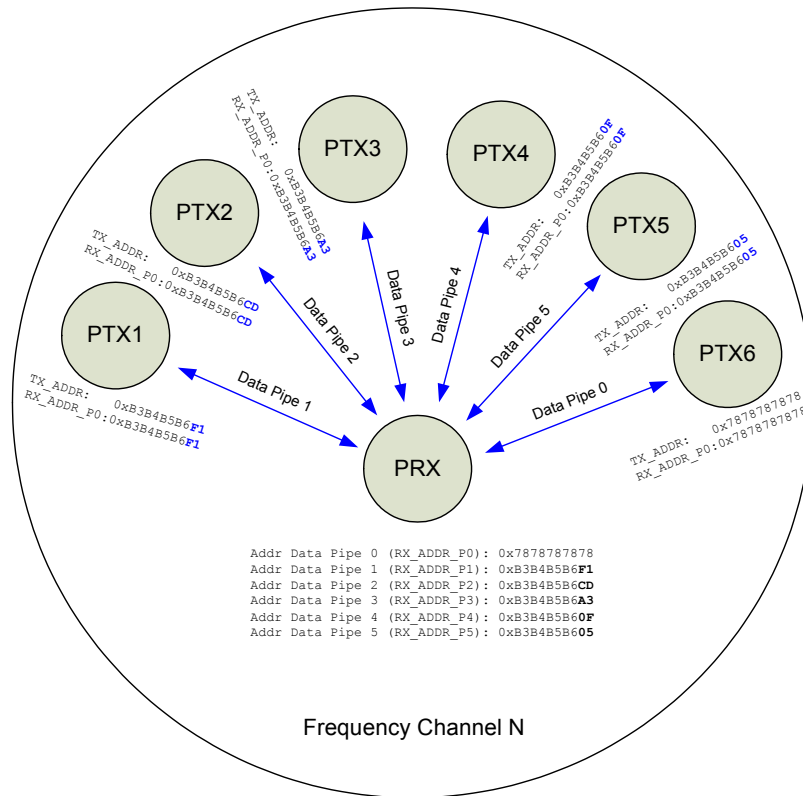 PTX3
PTX4
TX_ADDR: 0xB3B4B5B6A3
RX_ADDR_P0:0xB3B4B5B6A3
TX_ADDR: 0xB3B4B5B60F
RX_ADDR_P0:0xB3B4B5B60F
PTX2
PTX5
TX_ADDR: 0xB3B4B5B6CD
RX_ADDR_P0:0xB3B4B5B6CD
TX_ADDR: 0xB3B4B5B605
RX_ADDR_P0:0xB3B4B5B605
PTX1
PTX6
TX_ADDR: 0xB3B4B5B6F1
RX_ADDR_P0:0xB3B4B5B6F1
TX_ADDR: 0x7878787878
RX_ADDR_P0:0x7878787878
Data Pipe 1
Data Pipe 2
Data Pipe 3
Data Pipe 4
Data Pipe 5
Data Pipe 0
PRX
Addr Data Pipe 0 (RX_ADDR_P0): 0x7878787878
Addr Data Pipe 1 (RX_ADDR_P1): 0xB3B4B5B6F1
Addr Data Pipe 2 (RX_ADDR_P2): 0xB3B4B5B6CD
Addr Data Pipe 3 (RX_ADDR_P3): 0xB3B4B5B6A3
Addr Data Pipe 4 (RX_ADDR_P4): 0xB3B4B5B60F
Addr Data Pipe 5 (RX_ADDR_P5): 0xB3B4B5B605
Frequency Channel N